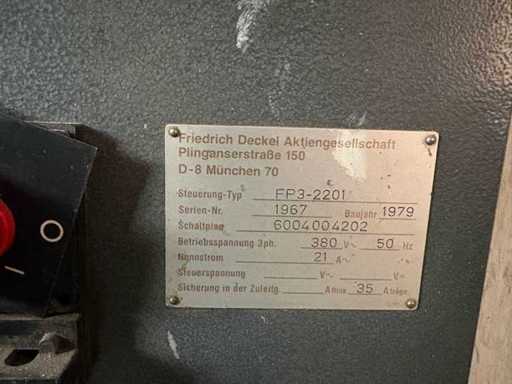 Friedrich Deckel Aktiengesellschaft
Plinganserstraße 150
D-8 München 70
Steuerung-Typ FP3-2201
Serien-Nr. 1967 Baujahr 1979
Schaltplan 6004004202
Betriebsspannung 3ph. 380 V~ 50 Hz
Nennstrom 21 A
Steuerspannung V~ V~
Sicherung in der Zuleitg. A max 35 A träge
O
I